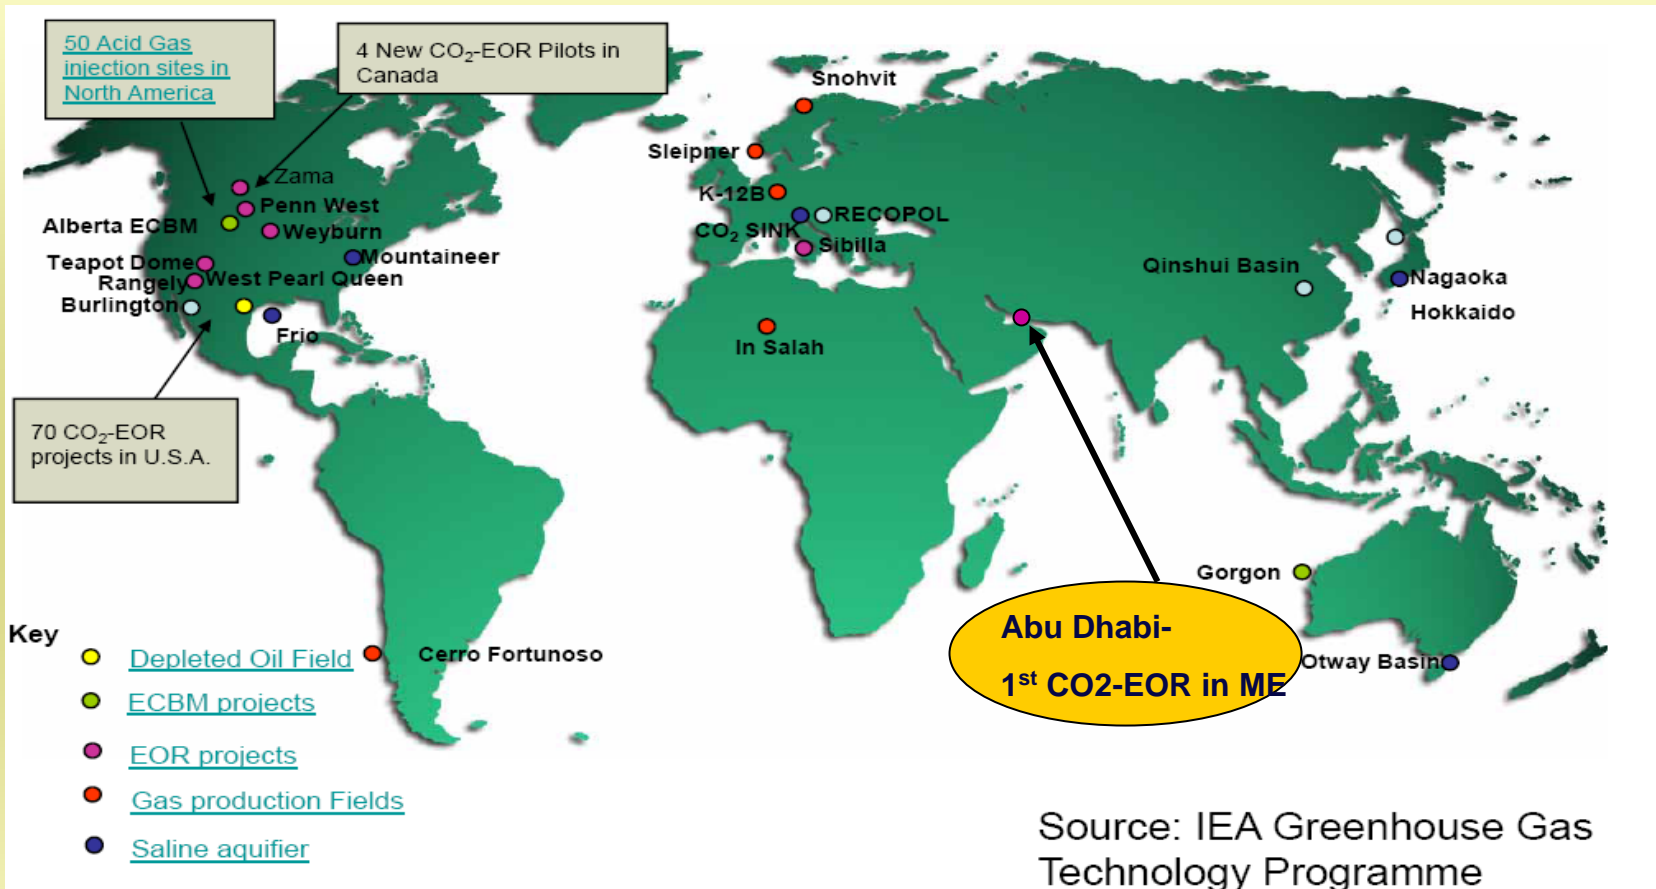 50 Acid Gas
injection sites in
North America
4 New CO₂-EOR Pilots in
Canada
Snohvit
Sleipner
Zama
K-12B
Penn West
RECOPOL
Alberta ECBM
Weyburn
CO₂ SINK
Sibilla
Mountaineer
Teapot Dome
Qinshui Basin
Rangely
West Pearl Queen
Nagaoka
Burlington
Hokkaido
Frio
In Salah
70 CO₂-EOR
projects in U.S.A.
Gorgon
Abu Dhabi-
1st CO2-EOR in ME
Otway Basin
Cerro Fortunoso
Key
Depleted Oil Field
ECBM projects
EOR projects
Gas production Fields
Saline aquifier
Source: IEA Greenhouse Gas
Technology Programme